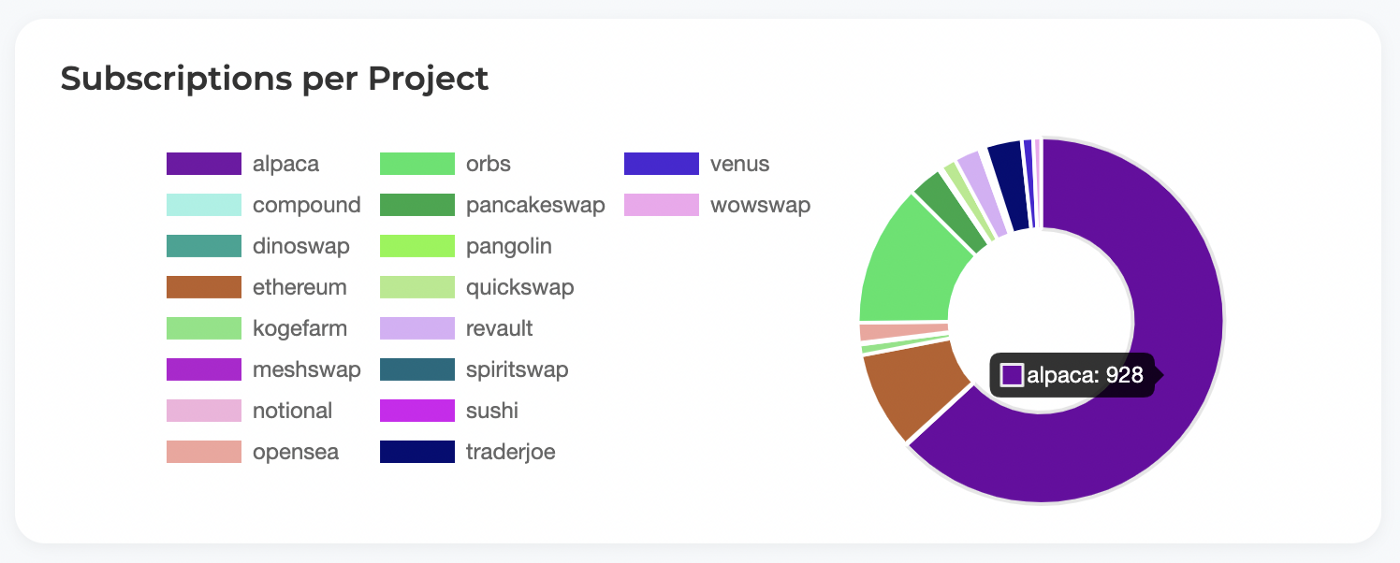 Subscriptions per Project
alpaca
compound
dinoswap
ethereum
kogefarm
meshswap
notional
opensea
orbs
pancakeswap
pangolin
quickswap
revault
spiritswap
sushi
traderjoe
venus
wowswap
alpaca: 928